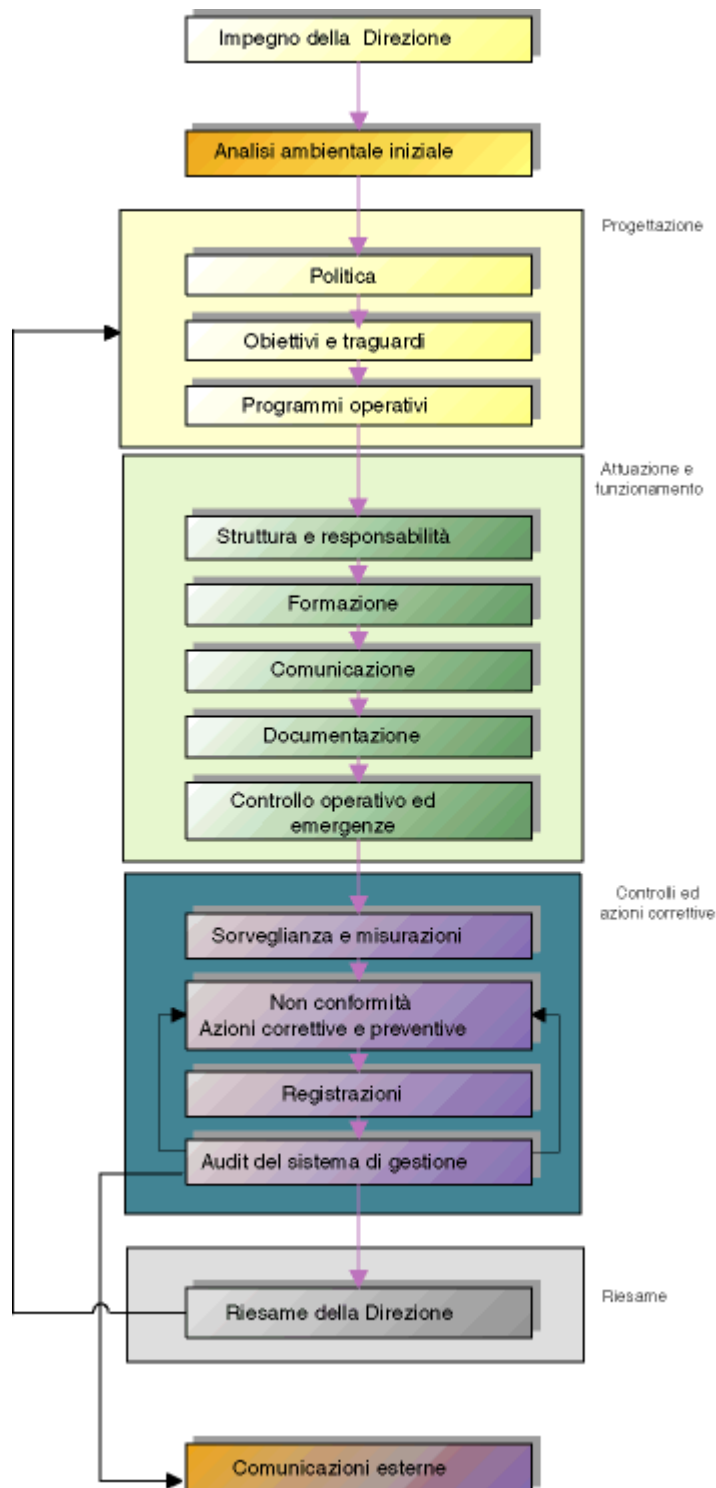 Impegno della Direzione
Analisi ambientale iniziale
Progettazione
Politica
Obiettivi e traguardi
Programmi operativi
Attuazione e
funzionamento
Struttura e responsabilità
Formazione
Comunicazione
Documentazione
Controllo operativo ed
emergenze
Controlli ed
azioni correttive
Sorveglianza e misurazioni
Non conformità
Azioni correttive e preventive
Registrazioni
Audit del sistema di gestione
Riesame
Riesame della Direzione
Comunicazioni esterne